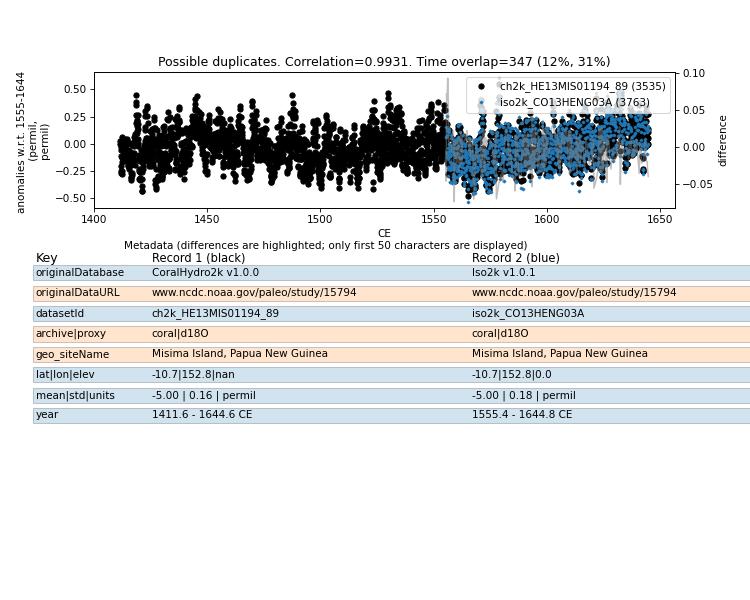 Possible duplicates. Correlation=0.9931. Time overlap=347 (12%, 31%)
anomalies w.r.t. 1555-1644
(permil,
permil)
0.50
0.25
0.00
−0.25
−0.50
ch2k_HE13MIS01194_89 (3535)
iso2k_CO13HENG03A (3763)
0.10
0.05
0.00
−0.05
difference
1400
1450
1500
1550
1600
1650
CE
Metadata (differences are highlighted; only first 50 characters are displayed)
Key Record 1 (black) Record 2 (blue)
originalDatabase CoralHydro2k v1.0.0 Iso2k v1.0.1
originalDataURL www.ncdc.noaa.gov/paleo/study/15794 www.ncdc.noaa.gov/paleo/study/15794
datasetId ch2k_HE13MIS01194_89 iso2k_CO13HENG03A
archive|proxy coral|d18O coral|d18O
geo_siteName Misima Island, Papua New Guinea Misima Island, Papua New Guinea
lat|lon|elev -10.7|152.8|nan -10.7|152.8|0.0
mean|std|units -5.00 | 0.16 | permil -5.00 | 0.18 | permil
year 1411.6 - 1644.6 CE 1555.4 - 1644.8 CE